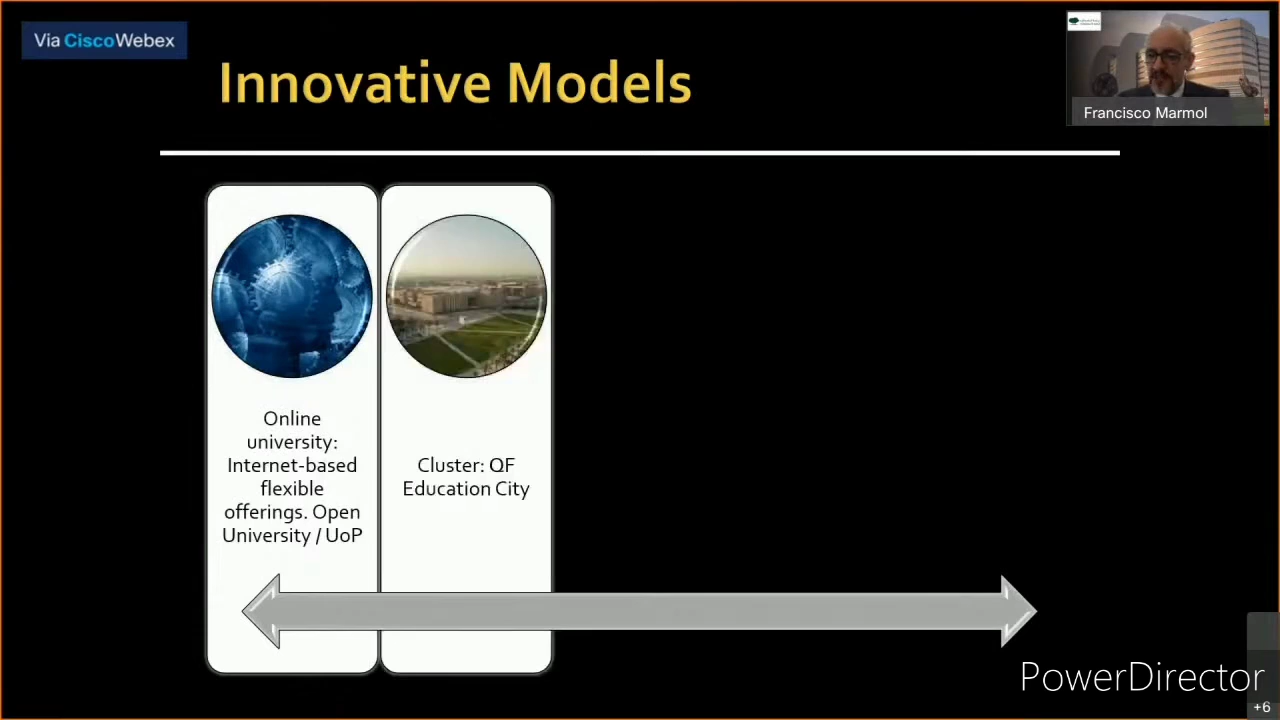 Via CiscoWebex
Innovative Models
Francisco Marmol
Online
university:
Internet-based
flexible
offerings. Open
University / UoP
Cluster: QF
Education City
PowerDirector
+6